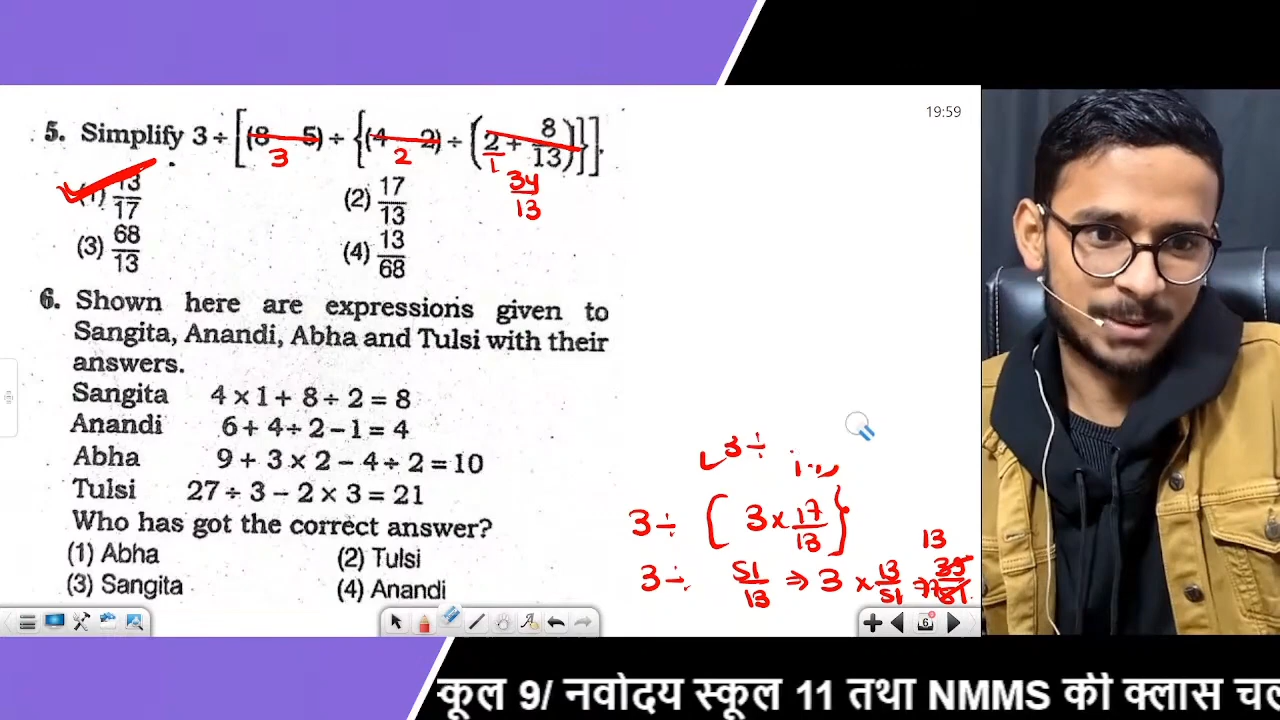 19:59
5. Simplify 3 ÷ [(8 – 5) ÷ {(4 – 2) ÷ (2 + 8/13)}].
3 2 1 34/13
(1) 13/17 (2) 17/13
(3) 68/13 (4) 13/68
6. Shown here are expressions given to
Sangita, Anandi, Abha and Tulsi with their
answers.
Sangita 4 × 1 + 8 ÷ 2 = 8
Anandi 6 + 4 ÷ 2 – 1 = 4
Abha 9 + 3 × 2 – 4 ÷ 2 = 10
Tulsi 27 ÷ 3 – 2 × 3 = 21
Who has got the correct answer?
(1) Abha (2) Tulsi
(3) Sangita (4) Anandi
3 ÷
3 ÷ [3 × 17/13}
3 ÷ 51/13 ⇒ 3 × 13/51 ⇒ 13
6
कूल 9/ नवोदय स्कूल 11 तथा NMMS की क्लास चल